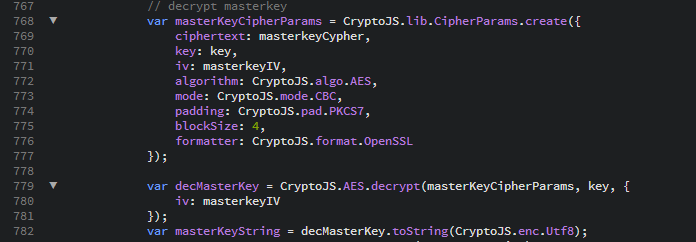 767 // decrypt masterkey
768 ▼ var masterKeyCipherParams = CryptoJS.lib.CipherParams.create({
769 ciphertext: masterkeyCypher,
770 key: key,
771 iv: masterkeyIV,
772 algorithm: CryptoJS.algo.AES,
773 mode: CryptoJS.mode.CBC,
774 padding: CryptoJS.pad.PKCS7,
775 blockSize: 4,
776 formatter: CryptoJS.format.OpenSSL
777 });
778
779 ▼ var decMasterKey = CryptoJS.AES.decrypt(masterKeyCipherParams, key, {
780 iv: masterkeyIV
781 });
782 var masterKeyString = decMasterKey.toString(CryptoJS.enc.Utf8);